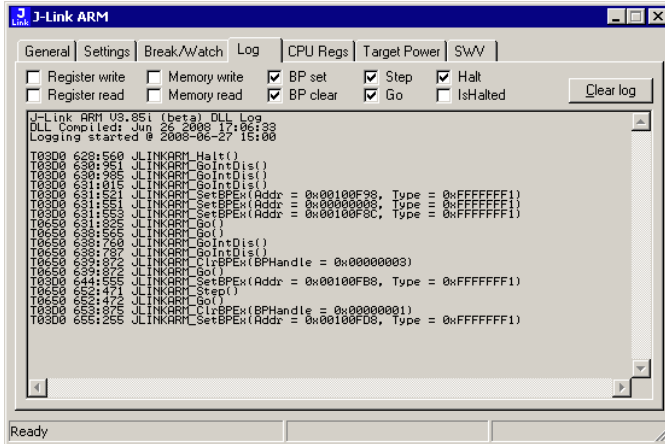 J-Link ARM
General Settings Break/Watch Log CPU Regs Target Power SWV
Register write Memory write BP set Step Halt
Register read Memory read BP clear Go IsHalted Clear log
J-Link ARM V3.85i (beta) DLL Log
DLL Compiled: Jun 26 2008 17:06:33
Logging started @ 2008-06-27 15:00
T03D0 628:560 JLINKARM_Halt()
T03D0 630:951 JLINKARM_GoIntDis()
T03D0 630:985 JLINKARM_GoIntDis()
T03D0 631:015 JLINKARM_GoIntDis()
T03D0 631:521 JLINKARM_SetBPEx(Addr = 0x00100F98, Type = 0xFFFFFFF1)
T03D0 631:551 JLINKARM_SetBPEx(Addr = 0x00000008, Type = 0xFFFFFFF1)
T03D0 631:553 JLINKARM_SetBPEx(Addr = 0x00100F8C, Type = 0xFFFFFFF1)
T0650 631:825 JLINKARM_Go()
T0650 638:565 JLINKARM_Go()
T0650 638:760 JLINKARM_GoIntDis()
T0650 638:787 JLINKARM_GoIntDis()
T0650 639:872 JLINKARM_ClrBPEx(BPHandle = 0x00000003)
T0650 639:872 JLINKARM_Go()
T03D0 644:555 JLINKARM_SetBPEx(Addr = 0x00100FB8, Type = 0xFFFFFFF1)
T0650 652:471 JLINKARM_Step()
T0650 652:472 JLINKARM_Go()
T03D0 653:875 JLINKARM_ClrBPEx(BPHandle = 0x00000001)
T03D0 655:255 JLINKARM_SetBPEx(Addr = 0x00100FD8, Type = 0xFFFFFFF1)
Ready